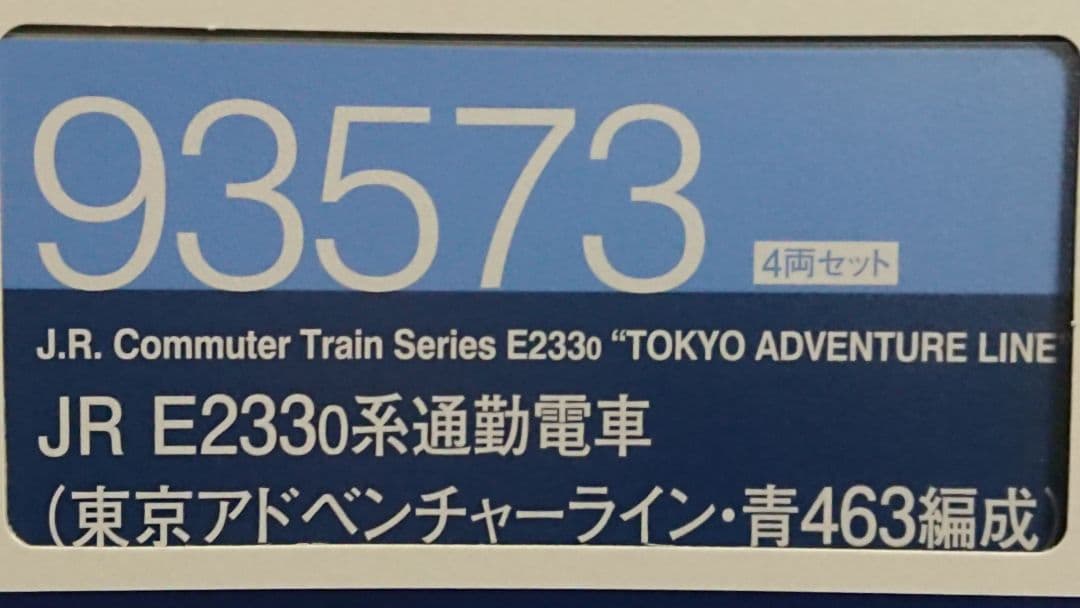 93573
4両セット
J.R. Commuter Train Series E2330 “TOKYO ADVENTURE LINE
JR E2330系通勤電車
(東京アドベンチャーライン・青463編成)